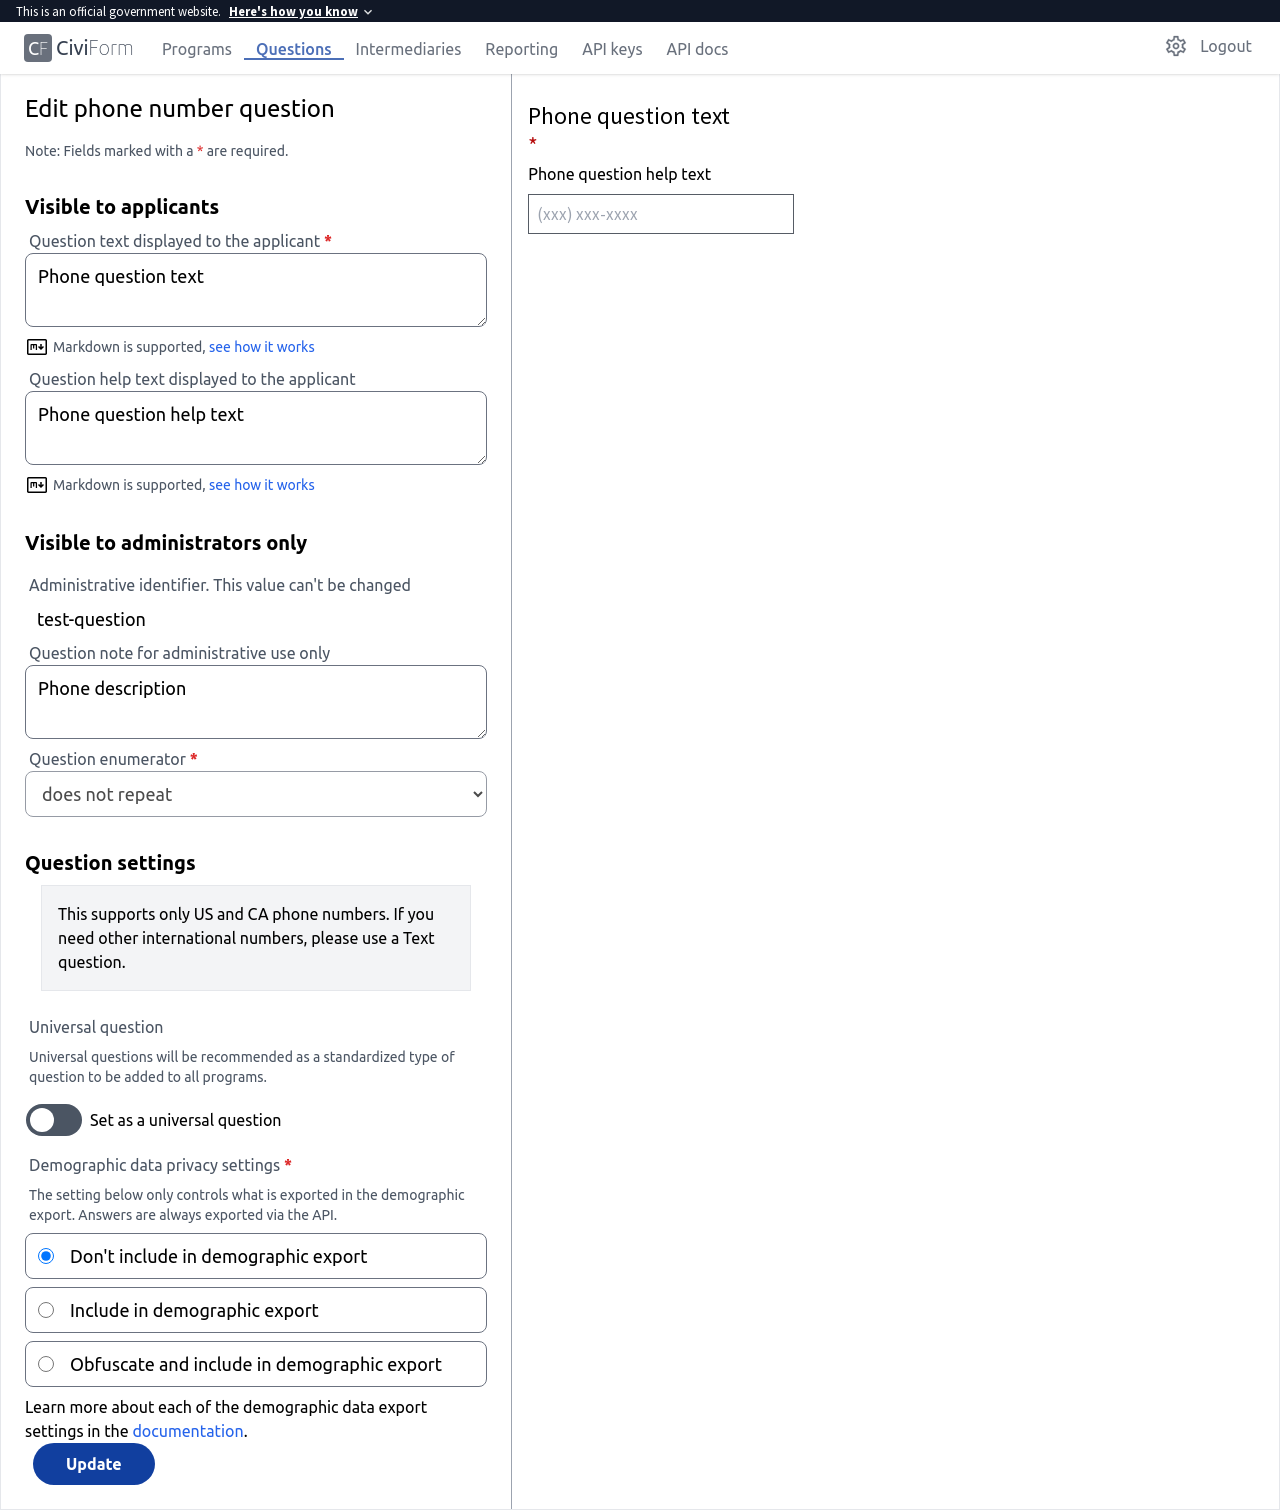 This is an official government website. Here's how you know
CF CiviForm Programs Questions Intermediaries Reporting API keys API docs Logout
Edit phone number question
Note: Fields marked with a * are required.
Visible to applicants
Question text displayed to the applicant *
Phone question text
Markdown is supported, see how it works
Question help text displayed to the applicant
Phone question help text
Markdown is supported, see how it works
Visible to administrators only
Administrative identifier. This value can't be changed
test-question
Question note for administrative use only
Phone description
Question enumerator *
does not repeat
Question settings
This supports only US and CA phone numbers. If you
need other international numbers, please use a Text
question.
Universal question
Universal questions will be recommended as a standardized type of
question to be added to all programs.
Set as a universal question
Demographic data privacy settings *
The setting below only controls what is exported in the demographic
export. Answers are always exported via the API.
Don't include in demographic export
Include in demographic export
Obfuscate and include in demographic export
Learn more about each of the demographic data export
settings in the documentation.
Update
Phone question text
*
Phone question help text
(xxx) xxx-xxxx